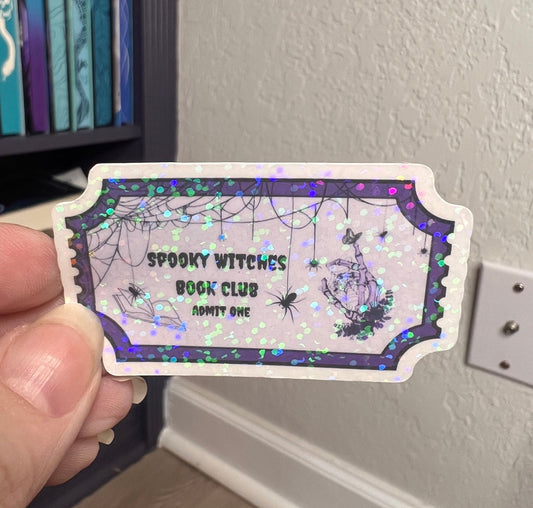 SPOOKY WITCHES
BOOK CLUB
ADMIT ONE